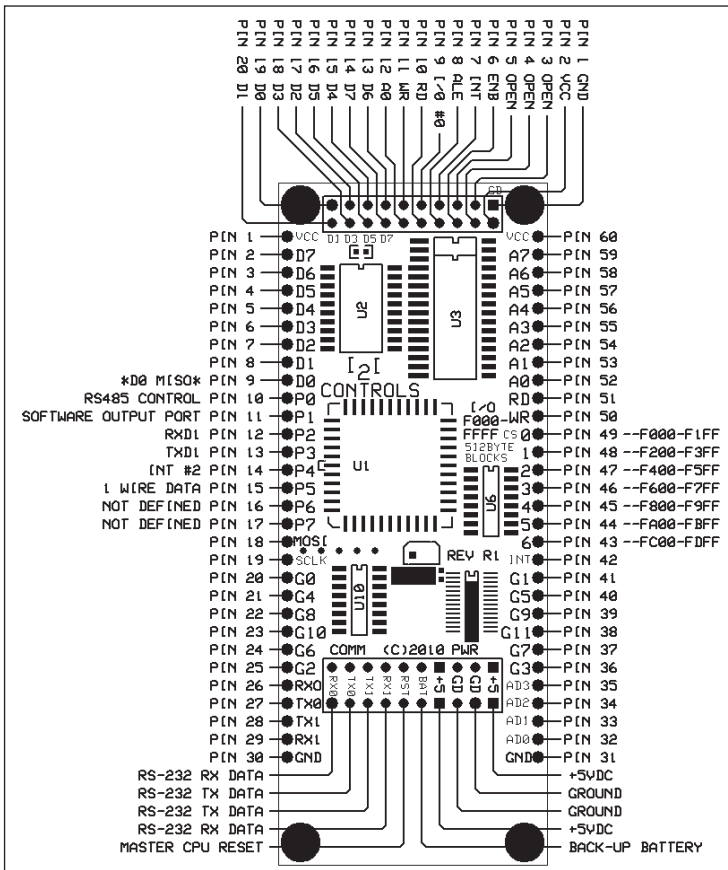 PIN 20 D1
PIN 19 D0
PIN 18 D3
PIN 17 D2
PIN 16 D5
PIN 15 D4
PIN 14 D7
PIN 13 D6
PIN 12 A0
PIN 11 WR
PIN 10 RD
PIN 9 I/O #0
PIN 8 ALE
PIN 7 INT
PIN 6 ENB
PIN 5 OPEN
PIN 4 OPEN
PIN 3 OPEN
PIN 2 VCC
PIN 1 GND
GD
D1 D3 D5 D7
PIN 1 VCC VCC PIN 60
PIN 2 D7 A7 PIN 59
PIN 3 D6 A6 PIN 58
PIN 4 D5 A5 PIN 57
PIN 5 D4 A4 PIN 56
PIN 6 D3 A3 PIN 55
PIN 7 D2 A2 PIN 54
PIN 8 D1 A1 PIN 53
*D0 MISO* PIN 9 D0 A0 PIN 52
RS485 CONTROL PIN 10 P0 RD PIN 51
SOFTWARE OUTPUT PORT PIN 11 P1 WR PIN 50
RXD1 PIN 12 P2 0 PIN 49 --F000-F1FF
TXD1 PIN 13 P3 1 PIN 48 --F200-F3FF
INT #2 PIN 14 P4 2 PIN 47 --F400-F5FF
1 WIRE DATA PIN 15 P5 3 PIN 46 --F600-F7FF
NOT DEFINED PIN 16 P6 4 PIN 45 --F800-F9FF
NOT DEFINED PIN 17 P7 5 PIN 44 --FA00-FBFF
PIN 18 MOSI 6 PIN 43 --FC00-FDFF
PIN 19 SCLK INT PIN 42
PIN 20 G0 G1 PIN 41
PIN 21 G4 G5 PIN 40
PIN 22 G8 G9 PIN 39
PIN 23 G10 G11 PIN 38
PIN 24 G6 G7 PIN 37
PIN 25 G2 G3 PIN 36
PIN 26 RX0 AD3 PIN 35
PIN 27 TX0 AD2 PIN 34
PIN 28 TX1 AD1 PIN 33
PIN 29 RX1 AD0 PIN 32
PIN 30 GND GND PIN 31
U2
U3
[2]
CONTROLS
I/O
F000-
FFFF CS
512BYTE
BLOCKS
U1
U6
REV R1
U10
COMM (C)2010 PWR
RX0 TX0 TX1 RX1 RST BAT +5 GD GD +5
RS-232 RX DATA +5VDC
RS-232 TX DATA GROUND
RS-232 TX DATA GROUND
RS-232 RX DATA +5VDC
MASTER CPU RESET BACK-UP BATTERY